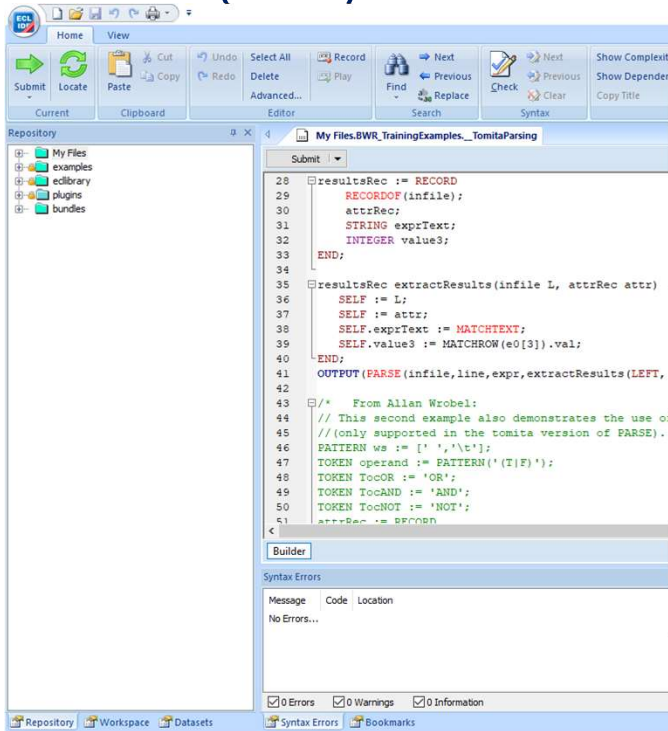 ECL
IDE
Home View
Submit
Locate
Paste
Cut
Copy
Undo
Redo
Select All
Delete
Advanced...
Record
Play
Find
Next
Previous
Replace
Check
Next
Previous
Clear
Show Complexit
Show Depender
Copy Title
Current Clipboard Editor Search Syntax
Repository
My Files
examples
ecllibrary
plugins
bundles
My Files.BWR_TrainingExamples.__TomitaParsing
Submit
28 resultsRec := RECORD
29 RECORDOF(infile);
30 attrRec;
31 STRING exprText;
32 INTEGER value3;
33 END;
34
35 resultsRec extractResults(infile L, attrRec attr)
36 SELF := L;
37 SELF := attr;
38 SELF.exprText := MATCHTEXT;
39 SELF.value3 := MATCHROW(e0[3]).val;
40 END;
41 OUTPUT(PARSE(infile,line,expr,extractResults(LEFT,
42
43 /* From Allan Wrobel:
44 // This second example also demonstrates the use o
45 //(only supported in the tomita version of PARSE).
46 PATTERN ws := [' ','\t'];
47 TOKEN operand := PATTERN('(T|F)');
48 TOKEN TocOR := 'OR';
49 TOKEN TocAND := 'AND';
50 TOKEN TocNOT := 'NOT';
51 attrRec := RECORD
Builder
Syntax Errors
Message Code Location
No Errors...
0 Errors 0 Warnings 0 Information
Repository Workspace Datasets
Syntax Errors Bookmarks